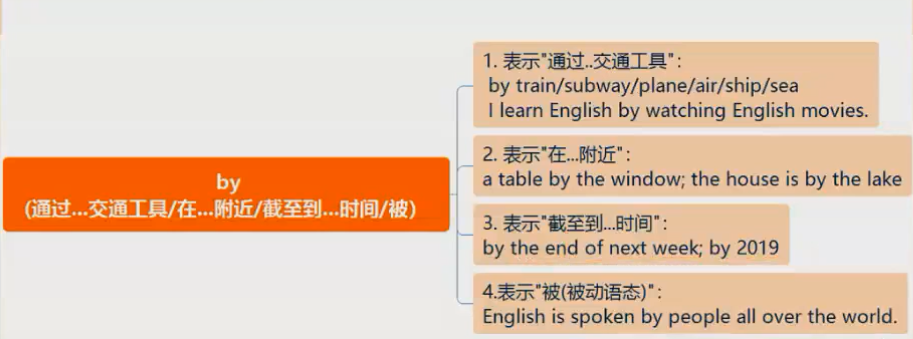 by
(通过...交通工具/在...附近/截至到...时间/被)
1. 表示"通过..交通工具"：
by train/subway/plane/air/ship/sea
I learn English by watching English movies.
2. 表示"在...附近"：
a table by the window; the house is by the lake
3. 表示"截至到...时间"：
by the end of next week; by 2019
4.表示"被(被动语态)"：
English is spoken by people all over the world.